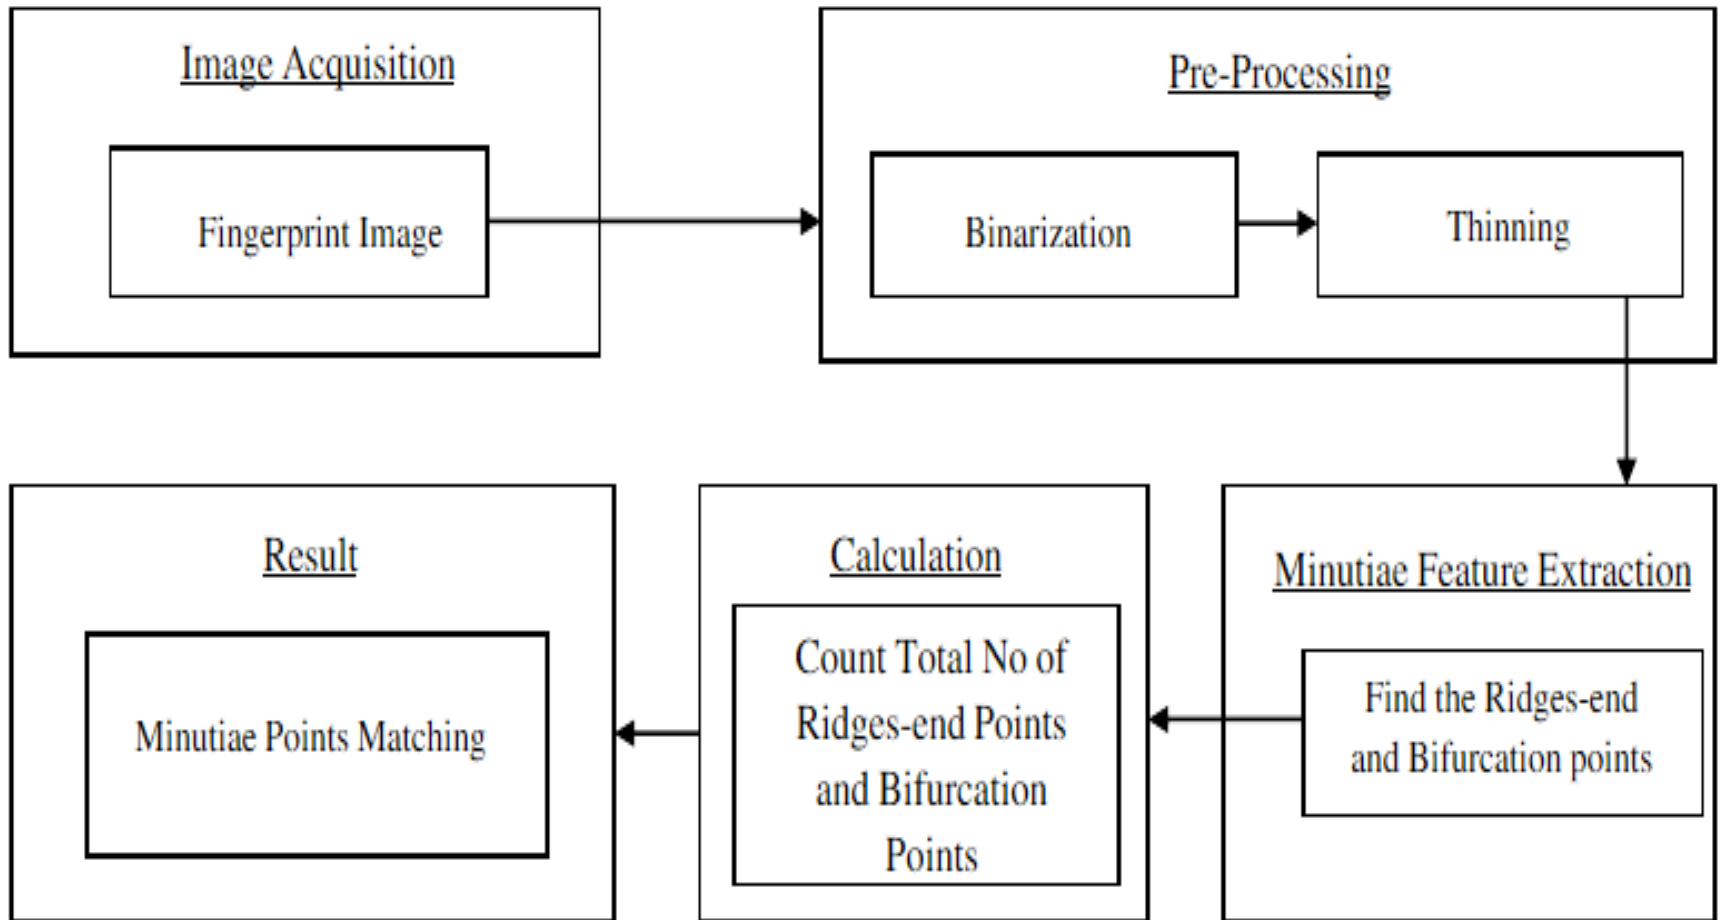 Image Acquisition
Fingerprint Image
Pre-Processing
Binarization
Thinning
Minutiae Feature Extraction
Find the Ridges-end
and Bifurcation points
Calculation
Count Total No of
Ridges-end Points
and Bifurcation
Points
Result
Minutiae Points Matching